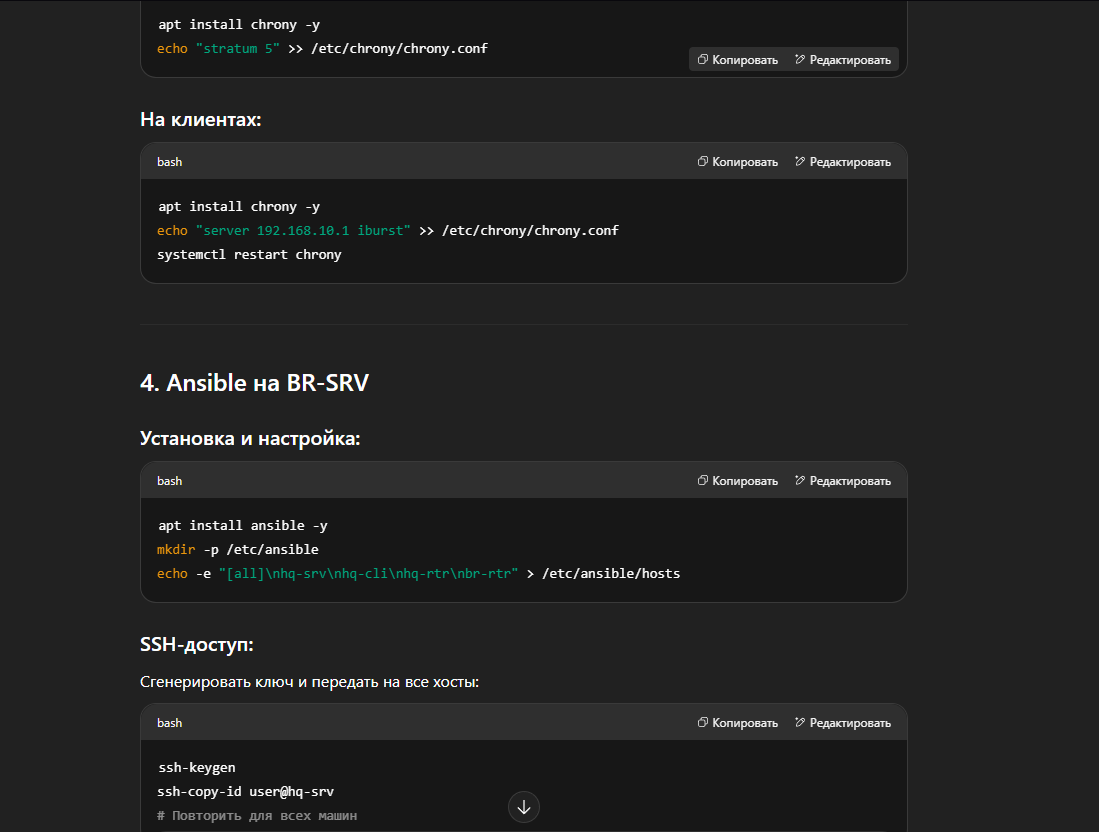 apt install chrony -y
echo "stratum 5" >> /etc/chrony/chrony.conf
Копировать Редактировать
На клиентах:
bash Копировать Редактировать
apt install chrony -y
echo "server 192.168.10.1 iburst" >> /etc/chrony/chrony.conf
systemctl restart chrony
4. Ansible на BR-SRV
Установка и настройка:
bash Копировать Редактировать
apt install ansible -y
mkdir -p /etc/ansible
echo -e "[all]\nhq-srv\nhq-cli\nhq-rtr\nbr-rtr" > /etc/ansible/hosts
SSH-доступ:
Сгенерировать ключ и передать на все хосты:
bash Копировать Редактировать
ssh-keygen
ssh-copy-id user@hq-srv
# Повторить для всех машин